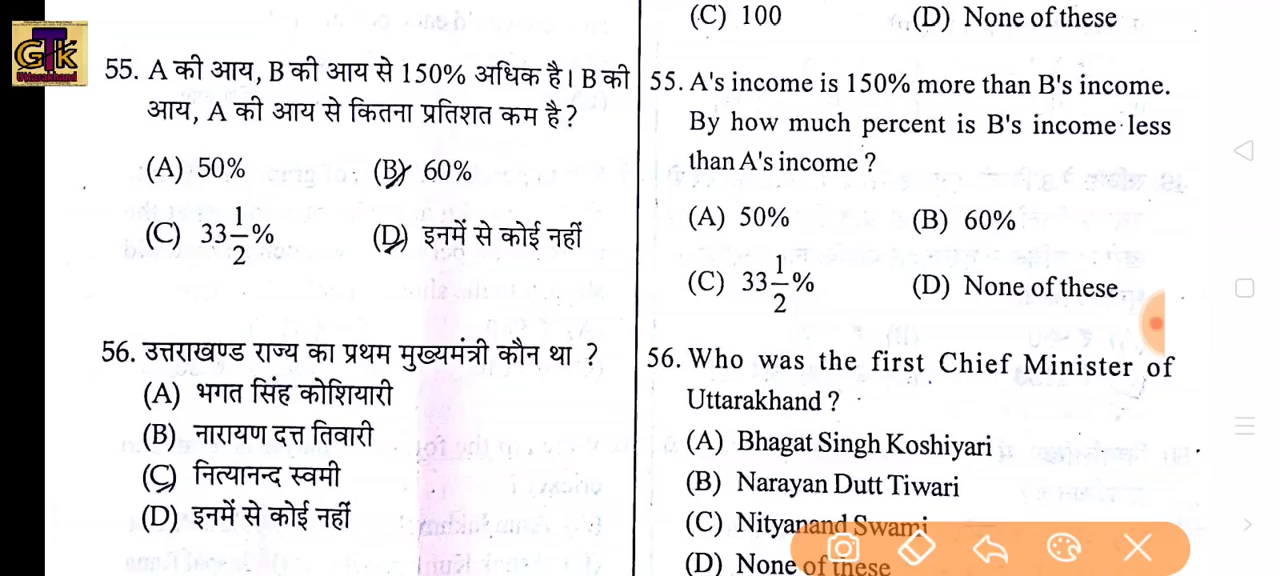 GTK
Uttarakhand
55. A की आय, B की आय से 150% अधिक है। B की
आय, A की आय से कितना प्रतिशत कम है ?
(A) 50%
(B) 60%
(C) 33 1/2 %
(D) इनमें से कोई नहीं
56. उत्तराखण्ड राज्य का प्रथम मुख्यमंत्री कौन था ?
(A) भगत सिंह कोशियारी
(B) नारायण दत्त तिवारी
(C) नित्यानन्द स्वमी
(D) इनमें से कोई नहीं
(C) 100
(D) None of these
55. A's income is 150% more than B's income.
By how much percent is B's income less
than A's income ?
(A) 50%
(B) 60%
(C) 33 1/2 %
(D) None of these
56. Who was the first Chief Minister of
Uttarakhand ?
(A) Bhagat Singh Koshiyari
(B) Narayan Dutt Tiwari
(C) Nityanand Swami
(D) None of these